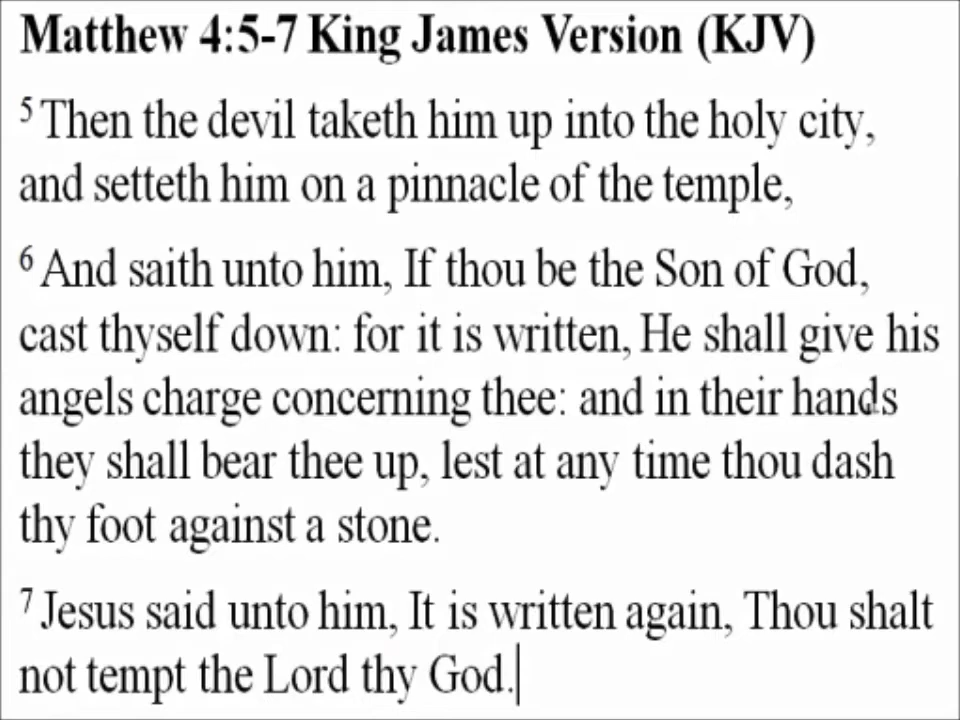 Matthew 4:5-7 King James Version (KJV)
5 Then the devil taketh him up into the holy city,
and setteth him on a pinnacle of the temple,
6 And saith unto him, If thou be the Son of God,
cast thyself down: for it is written, He shall give his
angels charge concerning thee: and in their hands
they shall bear thee up, lest at any time thou dash
thy foot against a stone.
7 Jesus said unto him, It is written again, Thou shalt
not tempt the Lord thy God.